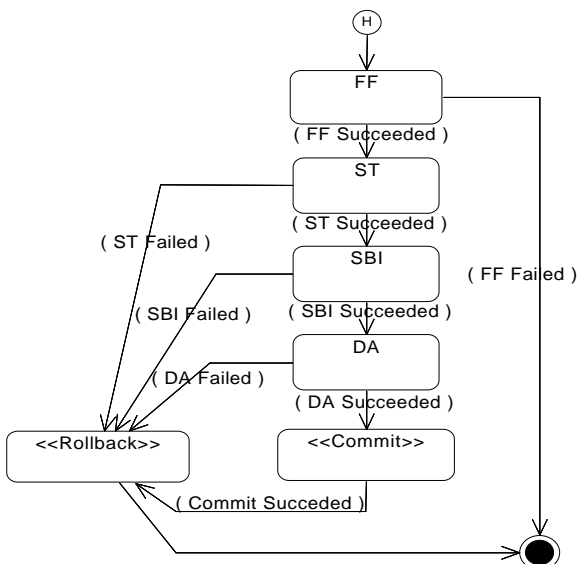 H
FF
( FF Succeeded )
ST
( ST Succeeded )
( ST Failed )
SBI
( FF Failed )
( SBI Failed )
( SBI Succeeded )
DA
( DA Failed )
( DA Succeeded )
<<Rollback>>
<<Commit>>
( Commit Succeded )